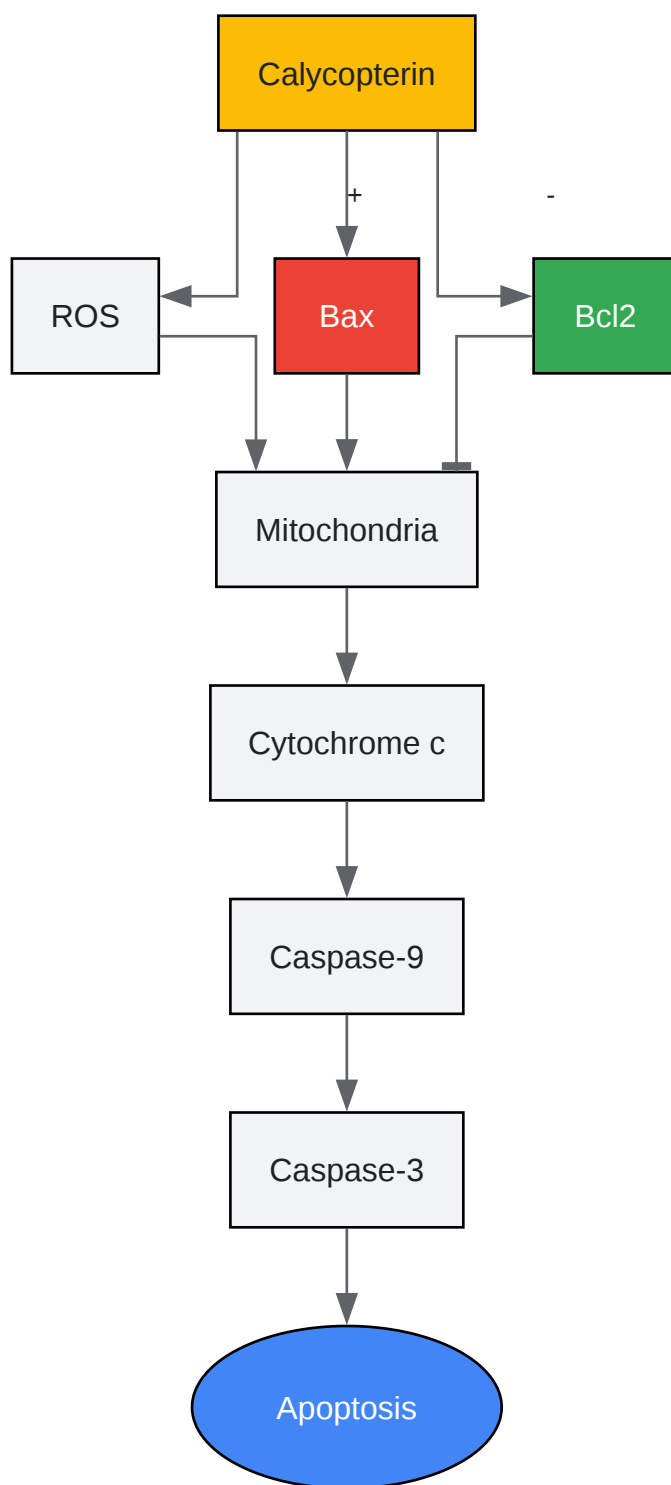 Calycopterin
+
-
ROS
Bax
Bcl2
Mitochondria
Cytochrome c
Caspase-9
Caspase-3
Apoptosis